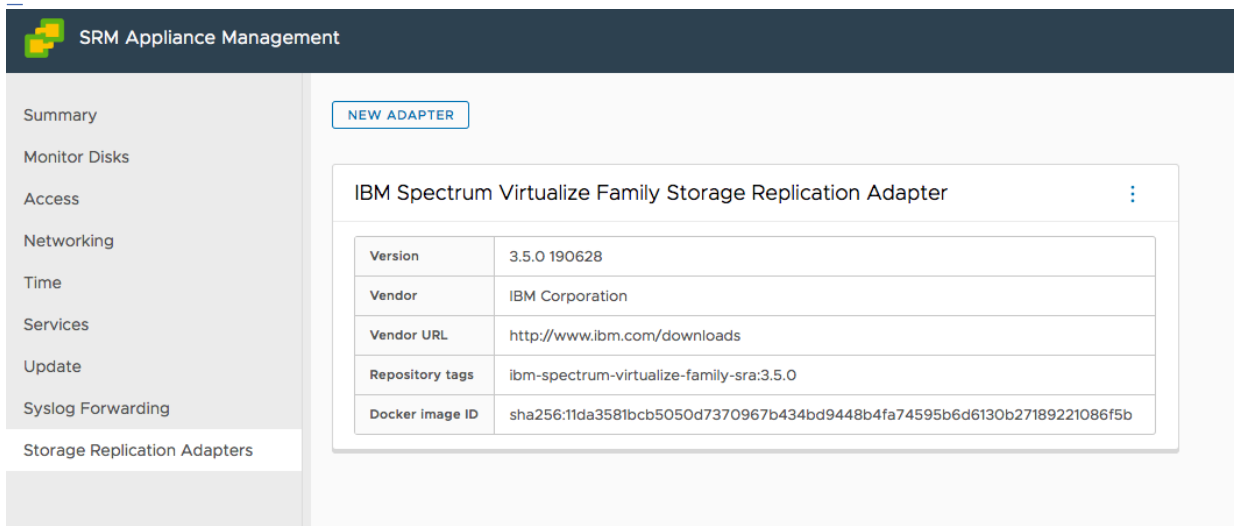 SRM Appliance Management
Summary
Monitor Disks
Access
Networking
Time
Services
Update
Syslog Forwarding
Storage Replication Adapters
NEW ADAPTER
IBM Spectrum Virtualize Family Storage Replication Adapter
Version 3.5.0 190628
Vendor IBM Corporation
Vendor URL http://www.ibm.com/downloads
Repository tags ibm-spectrum-virtualize-family-sra:3.5.0
Docker image ID sha256:11da3581bcb5050d7370967b434bd9448b4fa74595b6d6130b27189221086f5b